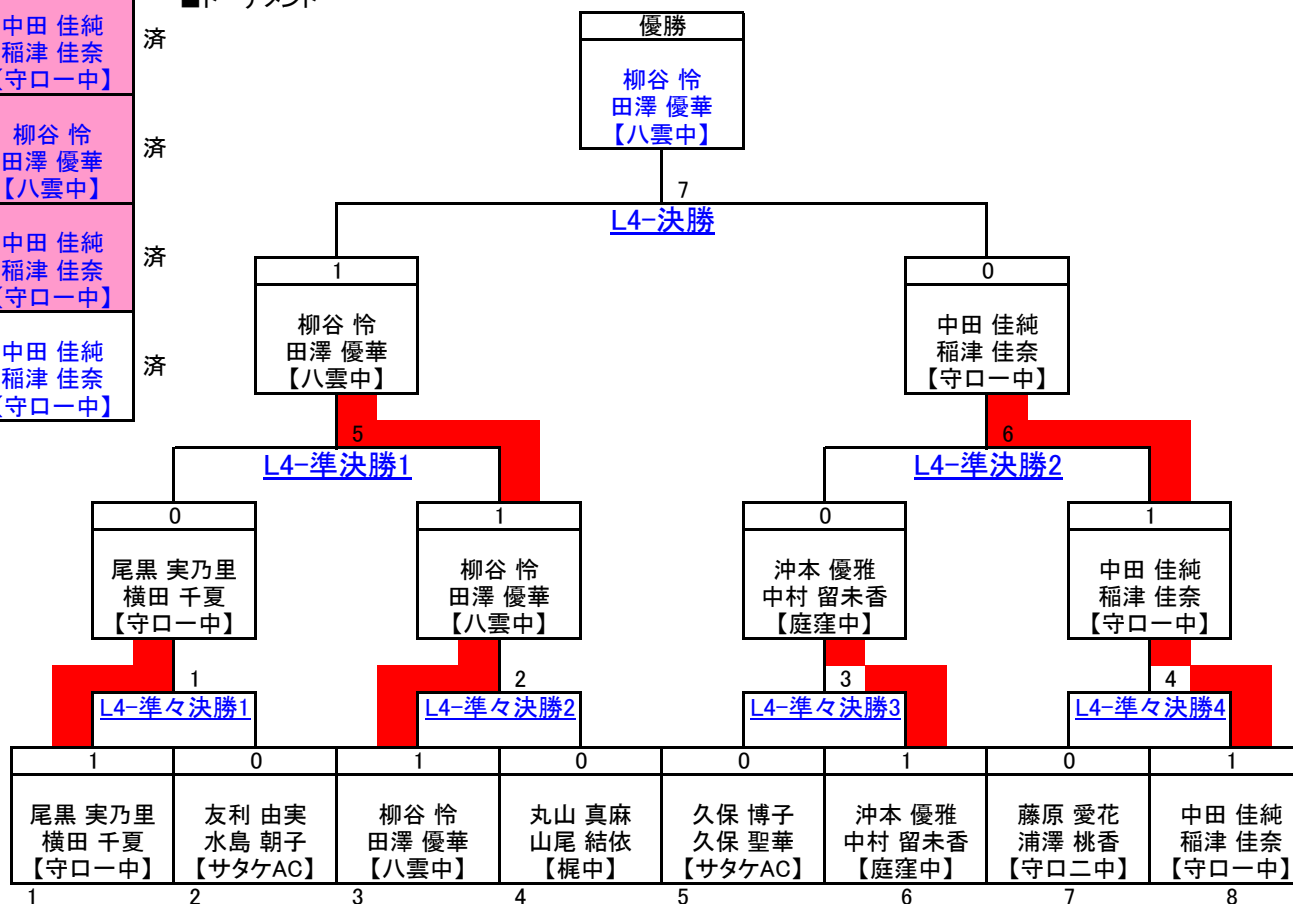 ■トーナメント
中田 佳純
稲津 佳奈
【守口一中】
済
柳谷 怜
田澤 優華
【八雲中】
済
中田 佳純
稲津 佳奈
【守口一中】
済
中田 佳純
稲津 佳奈
【守口一中】
済
優勝
柳谷 怜
田澤 優華
【八雲中】
7
L4-決勝
1
柳谷 怜
田澤 優華
【八雲中】
0
中田 佳純
稲津 佳奈
【守口一中】
5
L4-準決勝1
6
L4-準決勝2
0
尾黒 実乃里
横田 千夏
【守口一中】
1
柳谷 怜
田澤 優華
【八雲中】
0
沖本 優雅
中村 留未香
【庭窪中】
1
中田 佳純
稲津 佳奈
【守口一中】
1
L4-準々決勝1
2
L4-準々決勝2
3
L4-準々決勝3
4
L4-準々決勝4
1
尾黒 実乃里
横田 千夏
【守口一中】
1
0
友利 由実
水島 朝子
【サタケAC】
2
1
柳谷 怜
田澤 優華
【八雲中】
3
0
丸山 真麻
山尾 結依
【梶中】
4
0
久保 博子
久保 聖華
【サタケAC】
5
1
沖本 優雅
中村 留未香
【庭窪中】
6
0
藤原 愛花
浦澤 桃香
【守口二中】
7
1
中田 佳純
稲津 佳奈
【守口一中】
8